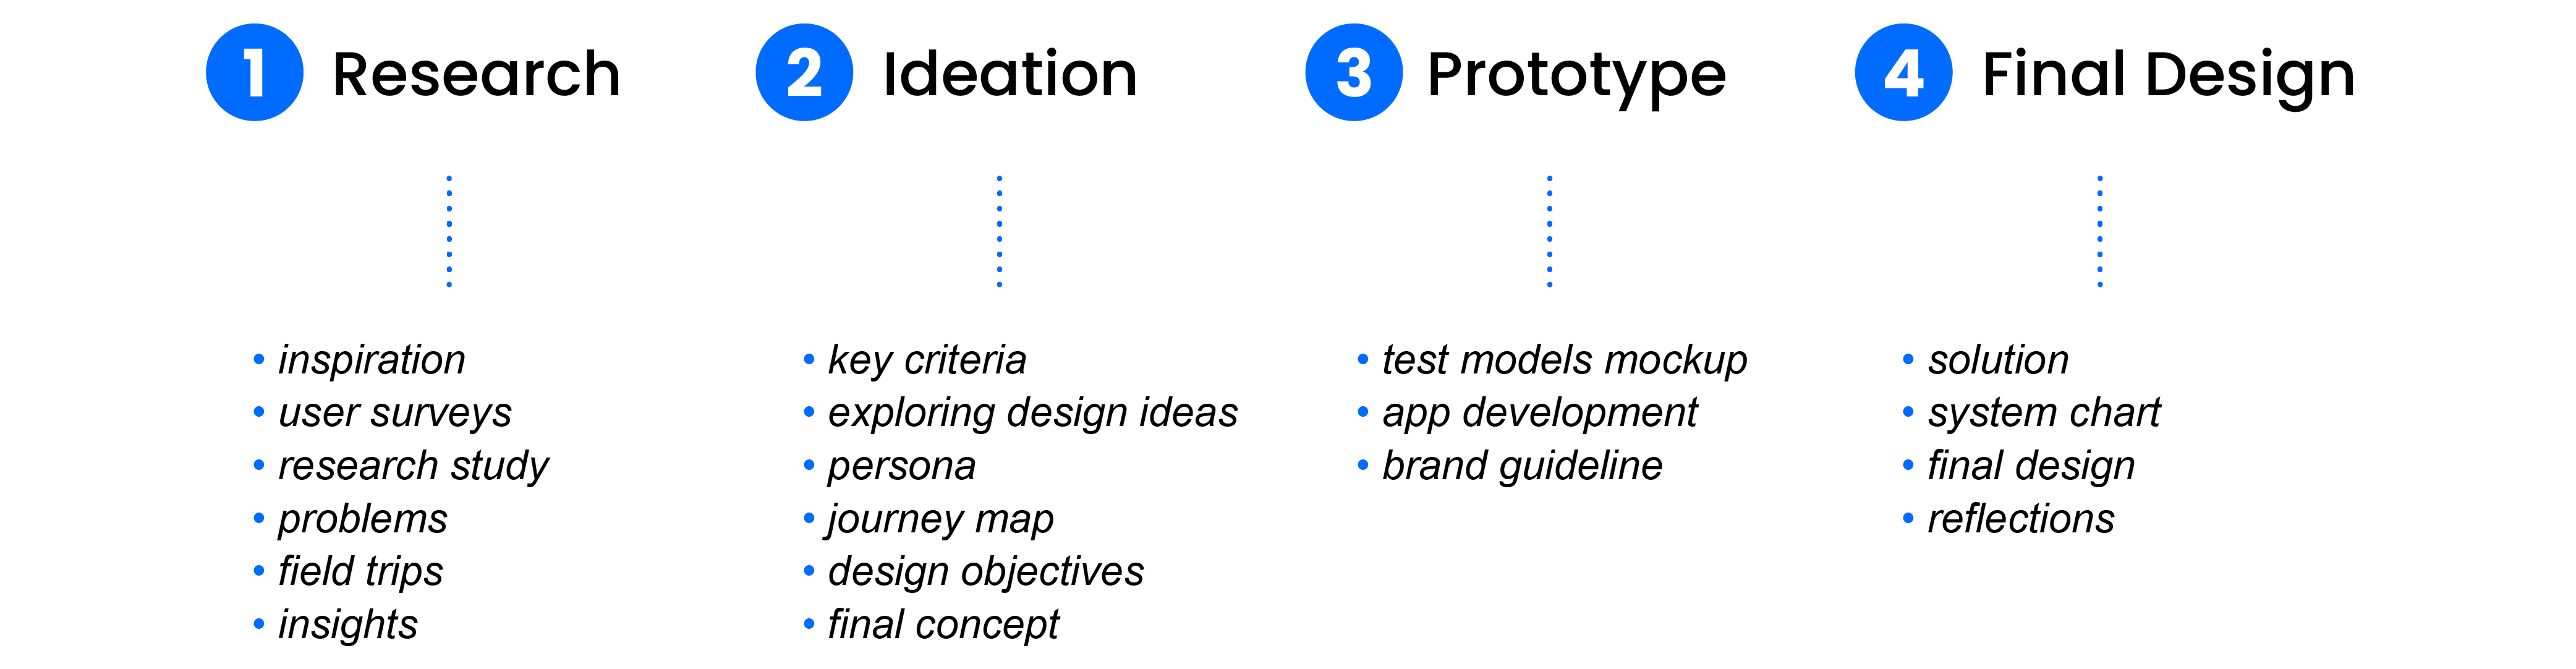 1 Research
• inspiration
• user surveys
• research study
• problems
• field trips
• insights
2 Ideation
• key criteria
• exploring design ideas
• persona
• journey map
• design objectives
• final concept
3 Prototype
• test models mockup
• app development
• brand guideline
4 Final Design
• solution
• system chart
• final design
• reflections